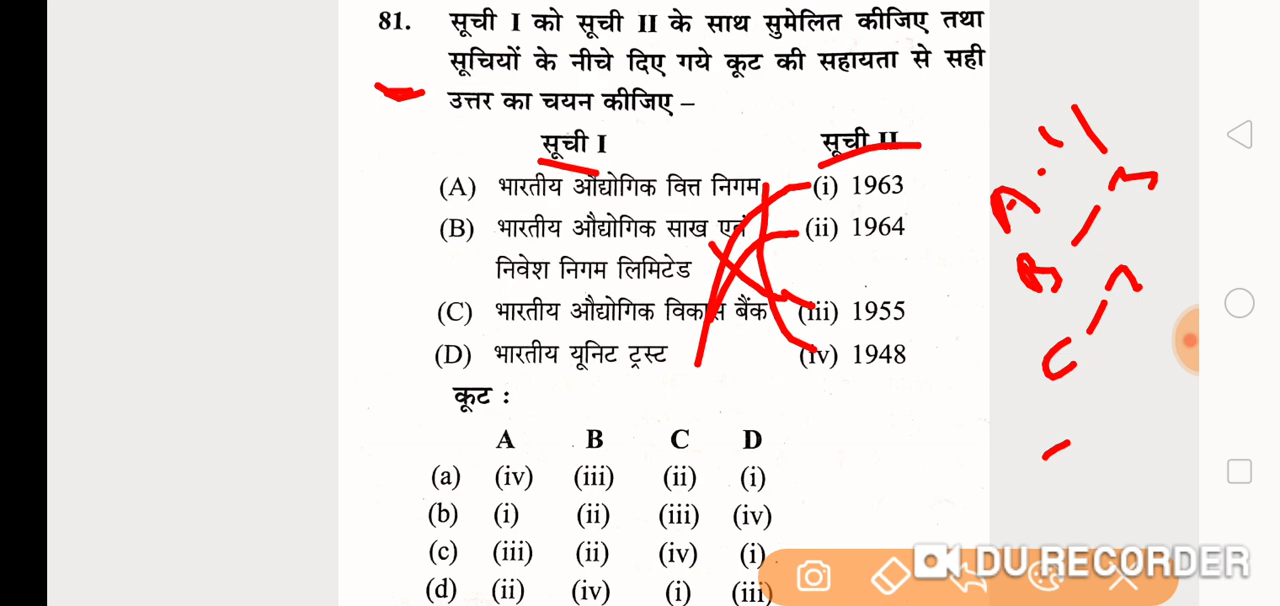 81. सूची I को सूची II के साथ सुमेलित कीजिए तथा
सूचियों के नीचे दिए गये कूट की सहायता से सही
उत्तर का चयन कीजिए –
सूची I सूची II
(A) भारतीय औद्योगिक वित्त निगम (i) 1963
(B) भारतीय औद्योगिक साख एवं (ii) 1964
निवेश निगम लिमिटेड
(C) भारतीय औद्योगिक विकास बैंक (iii) 1955
(D) भारतीय यूनिट ट्रस्ट (iv) 1948
कूट :
A B C D
(a) (iv) (iii) (ii) (i)
(b) (i) (ii) (iii) (iv)
(c) (iii) (ii) (iv) (i)
(d) (ii) (iv) (i) (iii)
A
B
C
DU RECORDER